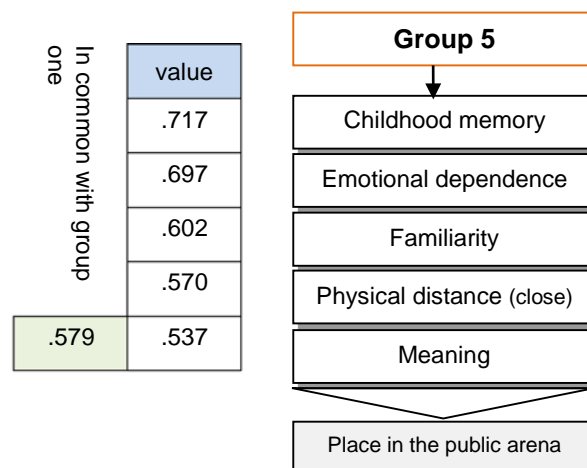 In common with group
one
value
.717
.697
.602
.570
.579
.537
Group 5
Childhood memory
Emotional dependence
Familiarity
Physical distance (close)
Meaning
Place in the public arena